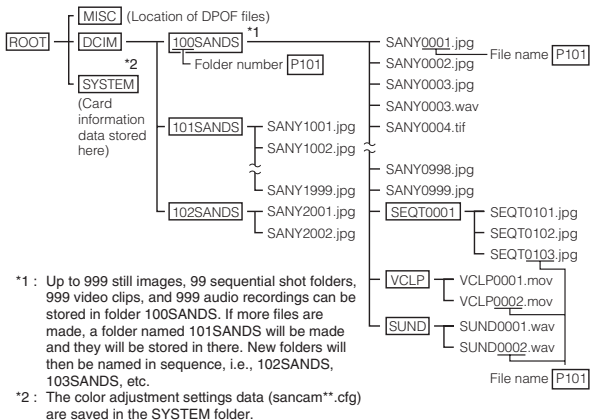 ROOT
MISC (Location of DPOF files)
DCIM
*2
SYSTEM
(Card
information
data stored
here)
100SANDS *1
Folder number P101
101SANDS
SANY1001.jpg
SANY1002.jpg
SANY1999.jpg
102SANDS
SANY2001.jpg
SANY2002.jpg
SANY0001.jpg
File name P101
SANY0002.jpg
SANY0003.jpg
SANY0003.wav
SANY0004.tif
SANY0998.jpg
SANY0999.jpg
SEQT0001
SEQT0101.jpg
SEQT0102.jpg
SEQT0103.jpg
VCLP
VCLP0001.mov
VCLP0002.mov
SUND
SUND0001.wav
SUND0002.wav
File name P101
*1 : Up to 999 still images, 99 sequential shot folders,
999 video clips, and 999 audio recordings can be
stored in folder 100SANDS. If more files are
made, a folder named 101SANDS will be made
and they will be stored in there. New folders will
then be named in sequence, i.e., 102SANDS,
103SANDS, etc.
*2 : The color adjustment settings data (sancam**.cfg)
are saved in the SYSTEM folder.